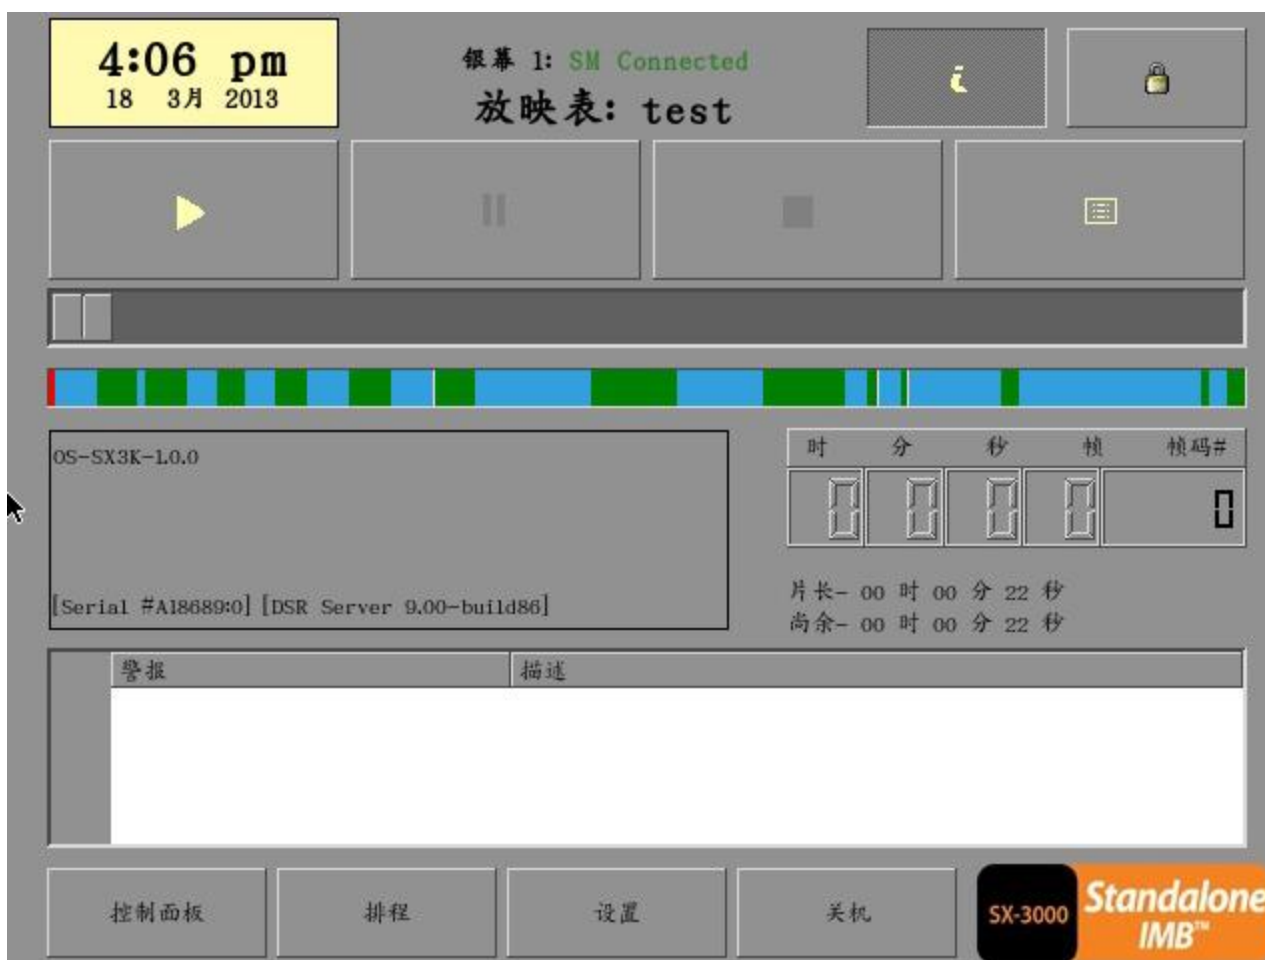 4:06 pm
18 3月 2013
银幕 1: SM Connected
放映表: test
i
OS-SX3K-1.0.0
[Serial #A18689:0] [DSR Server 9.00-build86]
时 分 秒 帧 帧码#
0 0 0 0 0
片长- 00 时 00 分 22 秒
尚余- 00 时 00 分 22 秒
警报 描述
控制面板 排程 设置 关机
SX-3000
Standalone
IMB™